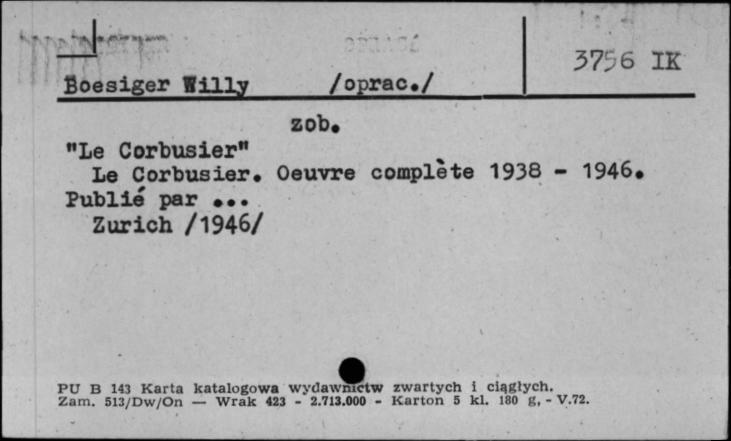 3756 IK
Boesiger Willy /oprac./
zob.
"Le Corbusier"
Le Corbusier. Oeuvre complète 1938 - 1946.
Publié par ...
Zurich /1946/
PU B 143 Karta katalogowa wydawnictw zwartych i ciągłych.
Zam. 513/Dw/On — Wrak 423 - 2.713.000 - Karton 5 kl. 180 g, - V.72.